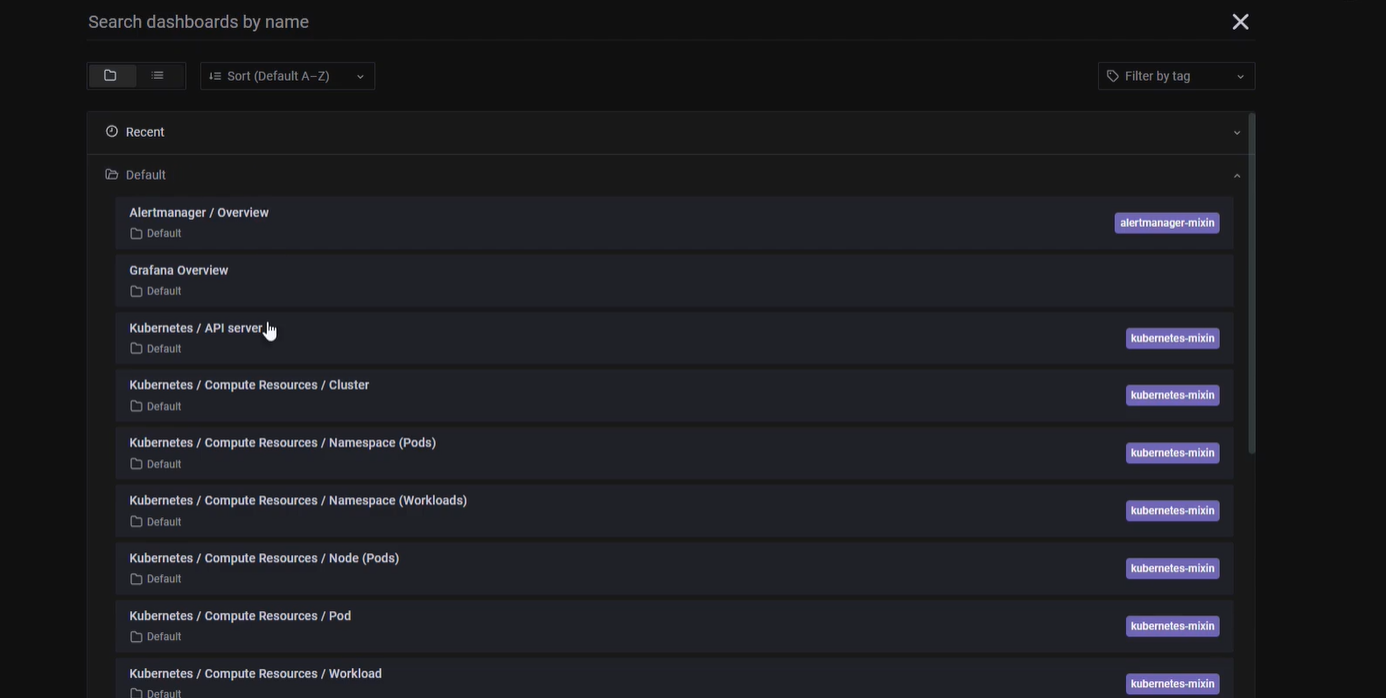 Search dashboards by name
Sort (Default A–Z)
Filter by tag
Recent
Default
Alertmanager / Overview
Default
alertmanager-mixin
Grafana Overview
Default
Kubernetes / API server
Default
kubernetes-mixin
Kubernetes / Compute Resources / Cluster
Default
kubernetes-mixin
Kubernetes / Compute Resources / Namespace (Pods)
Default
kubernetes-mixin
Kubernetes / Compute Resources / Namespace (Workloads)
Default
kubernetes-mixin
Kubernetes / Compute Resources / Node (Pods)
Default
kubernetes-mixin
Kubernetes / Compute Resources / Pod
Default
kubernetes-mixin
Kubernetes / Compute Resources / Workload
Default
kubernetes-mixin